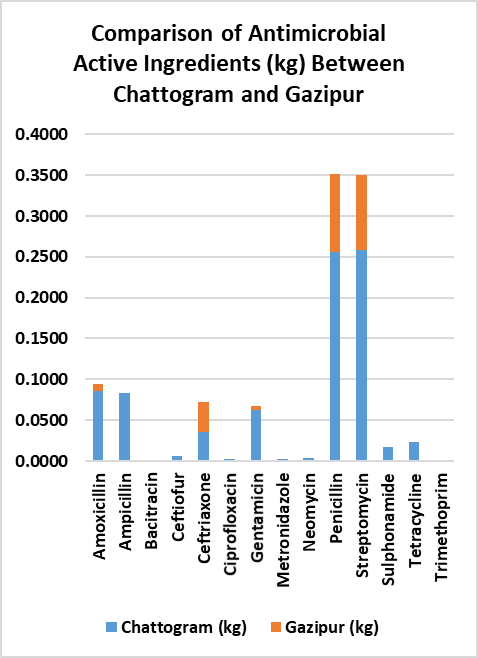 Comparison of Antimicrobial
Active Ingredients (kg) Between
Chattogram and Gazipur
0.4000
0.3500
0.3000
0.2500
0.2000
0.1500
0.1000
0.0500
0.0000
Amoxicillin
Ampicillin
Bacitracin
Ceftiofur
Ceftriaxone
Ciprofloxacin
Gentamicin
Metronidazole
Neomycin
Penicillin
Streptomycin
Sulphonamide
Tetracycline
Trimethoprim
Chattogram (kg)
Gazipur (kg)